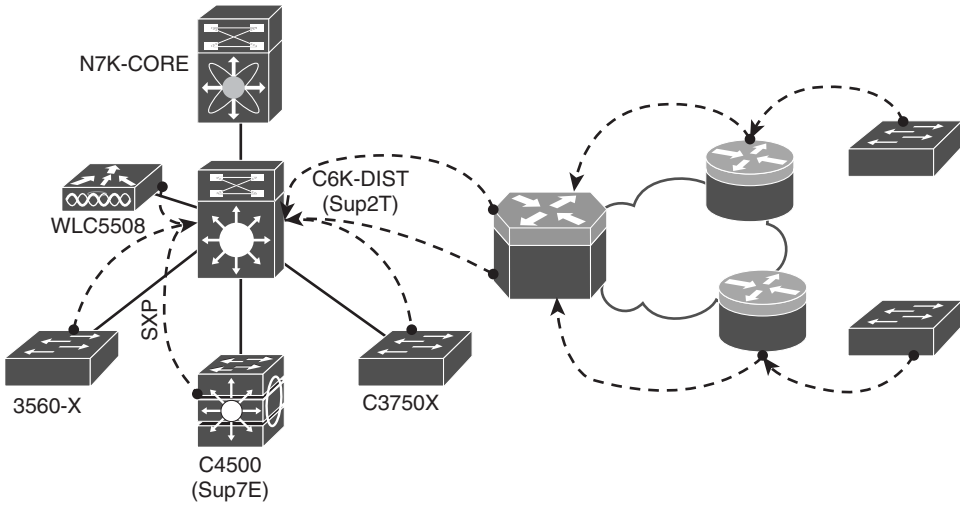 N7K-CORE
C6K-DIST
(Sup2T)
WLC5508
SXP
3560-X
C3750X
C4500
(Sup7E)